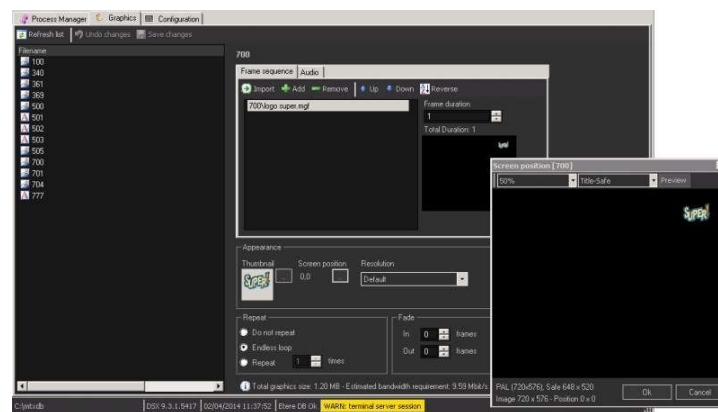 Process Manager Graphics Configuration
Refresh list Undo changes Save changes
Filename
100
340
361
369
500
501
502
503
505
700
701
704
777
700
Frame sequence Audio
Import Add Remove Up Down Reverse
700\logo super.mgf
Frame duration:
1
Total Duration: 1
Screen position [700]
50% Title-Safe Preview
SUPER!
Appearance
Thumbnail Screen position Resolution
SUPER! ... 0,0 ... Default
Repeat
Do not repeat
Endless loop
Repeat 1 times
Fade
In 0 frames
Out 0 frames
PAL (720x576), Safe 648 x 520
Image 720 x 576 - Position 0 x 0
Ok Cancel
Total graphics size: 1.20 MB - Estimated bandwidth requirement: 9.59 Mbit/s
DSX 9.3.1.5417 02/04/2014 11:37:52 Etere DB Ok WARN: terminal server session